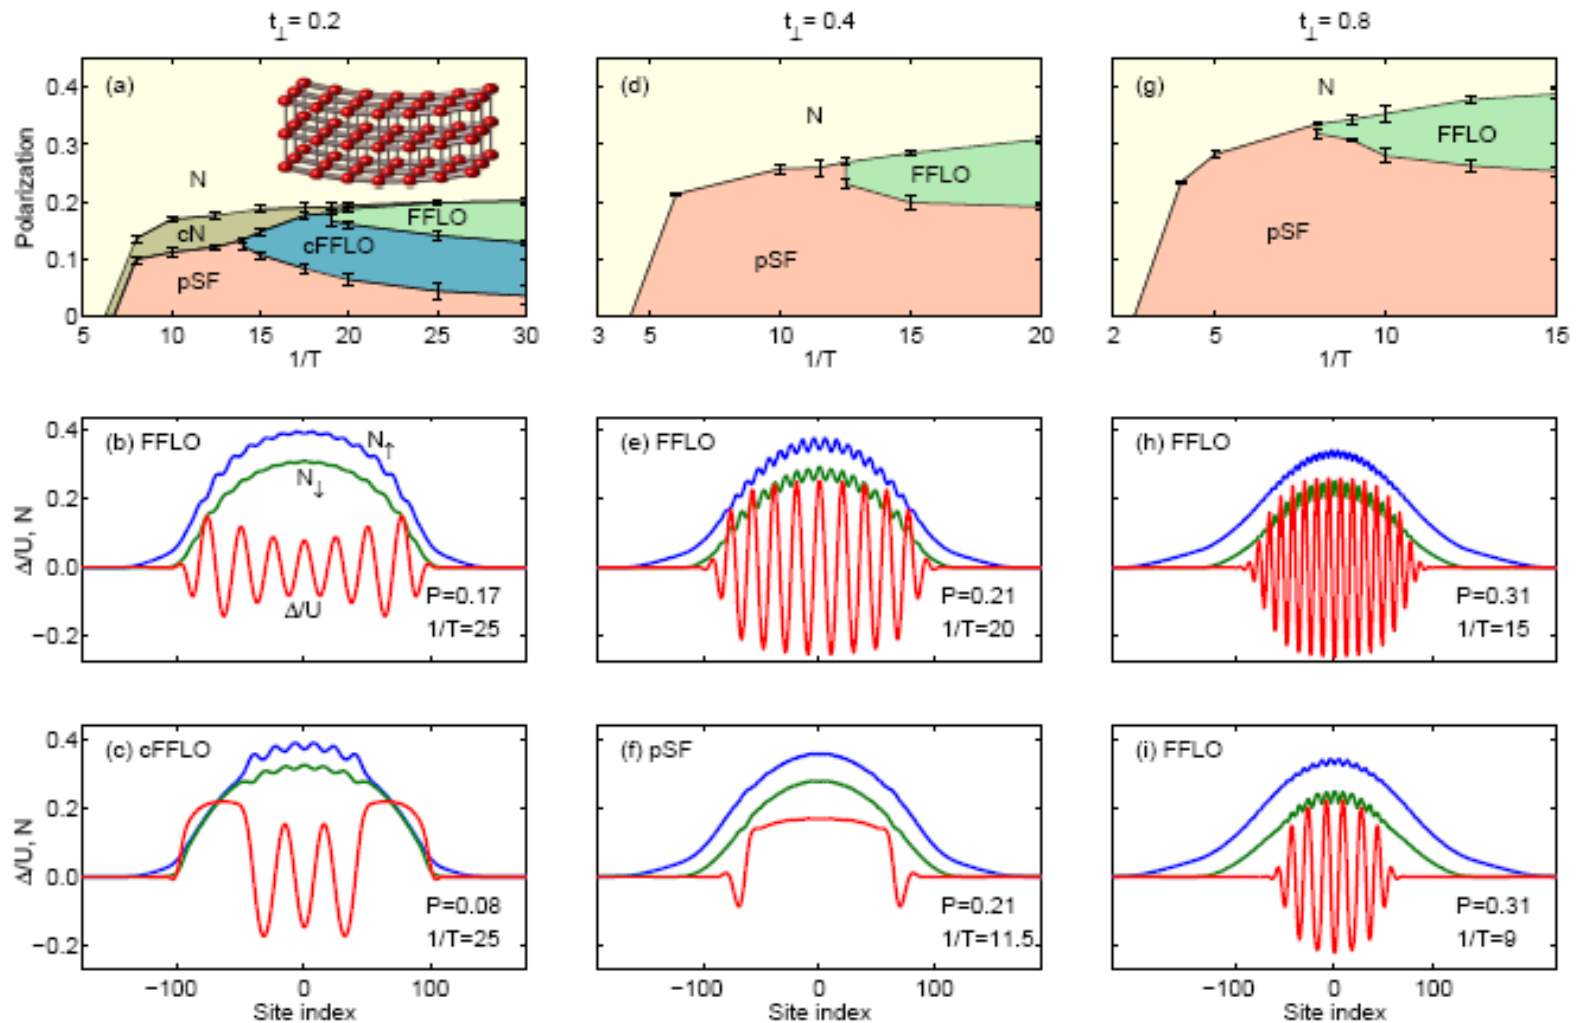 t⊥= 0.2
t⊥= 0.4
t⊥= 0.8
(a)
N
cN
pSF
cFFLO
FFLO
Polarization
0.4
0.3
0.2
0.1
0
5 10 15 20 25 30
1/T
(d)
N
FFLO
pSF
3 5 10 15 20
1/T
(g)
N
FFLO
pSF
2 5 10 15
1/T
(b) FFLO
N↑
N↓
Δ/U
P=0.17
1/T=25
Δ/U, N
0.4
0.2
0.0
−0.2
(e) FFLO
P=0.21
1/T=20
(h) FFLO
P=0.31
1/T=15
(c) cFFLO
P=0.08
1/T=25
Δ/U, N
0.4
0.2
0.0
−0.2
−100 0 100
Site index
(f) pSF
P=0.21
1/T=11.5
−100 0 100
Site index
(i) FFLO
P=0.31
1/T=9
−100 0 100
Site index